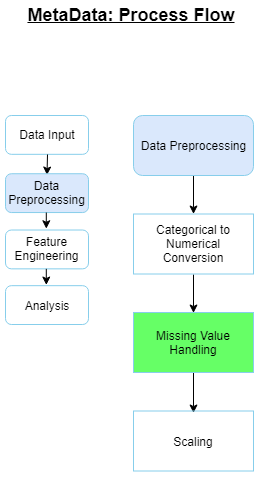 MetaData: Process Flow
Data Input
Data
Preprocessing
Feature
Engineering
Analysis
Data Preprocessing
Categorical to
Numerical
Conversion
Missing Value
Handling
Scaling